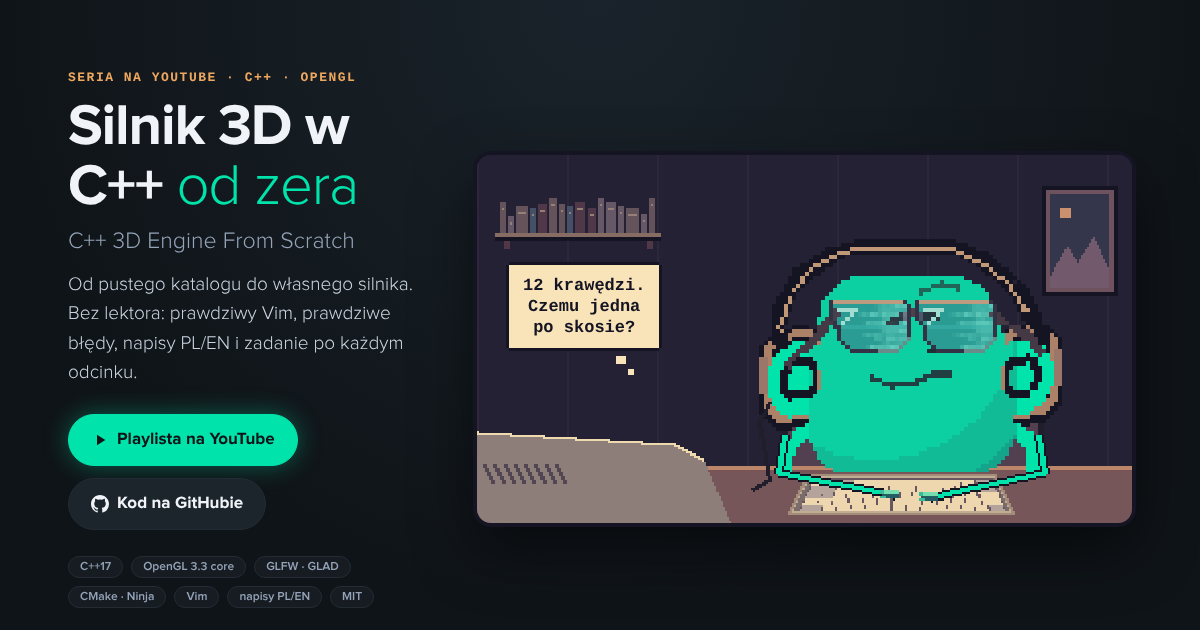 SERIA NA YOUTUBE · C++ · OPENGL
Silnik 3D w
C++ od zera
C++ 3D Engine From Scratch
Od pustego katalogu do własnego silnika.
Bez lektora: prawdziwy Vim, prawdziwe
błędy, napisy PL/EN i zadanie po każdym
odcinku.
Playlista na YouTube
Kod na GitHubie
C++17
OpenGL 3.3 core
GLFW · GLAD
CMake · Ninja
Vim
napisy PL/EN
MIT
12 krawędzi.
Czemu jedna
po skosie?